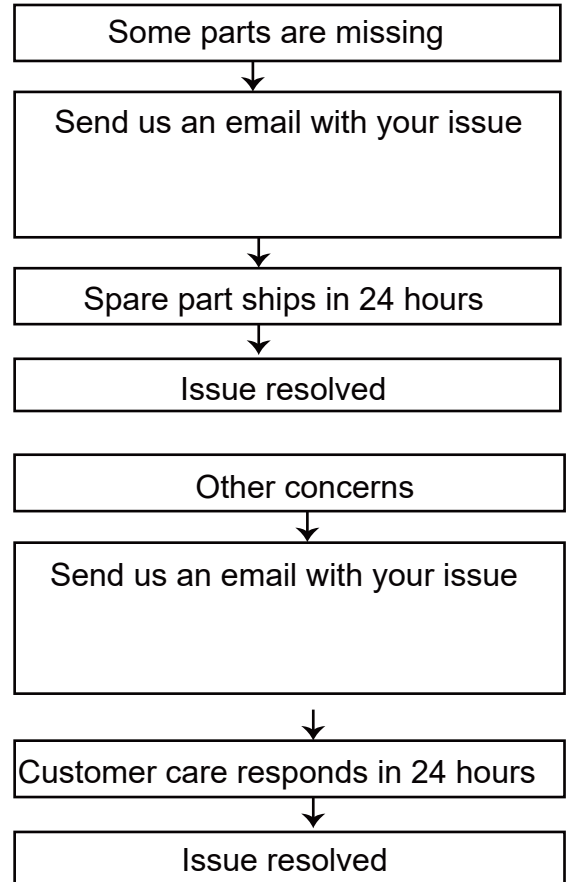 Some parts are missing
Send us an email with your issue
Spare part ships in 24 hours
Issue resolved
Other concerns
Send us an email with your issue
Customer care responds in 24 hours
Issue resolved